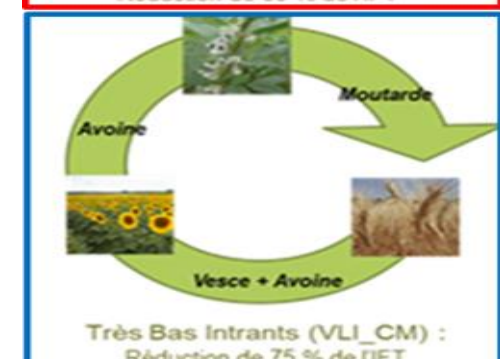 Moutarde
Avoine
Vesce + Avoine
Très Bas Intrants (VLI_CM) :
Réduction de 75 % de l'IFT